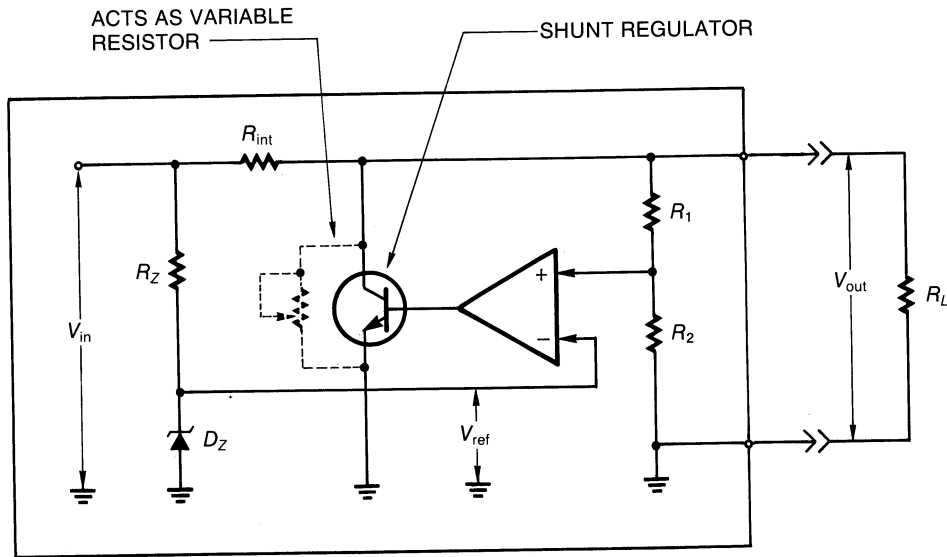 ACTS AS VARIABLE
RESISTOR
SHUNT REGULATOR
R_int
R_1
R_Z
+
V_in
V_out
R_L
−
R_2
D_Z
V_ref